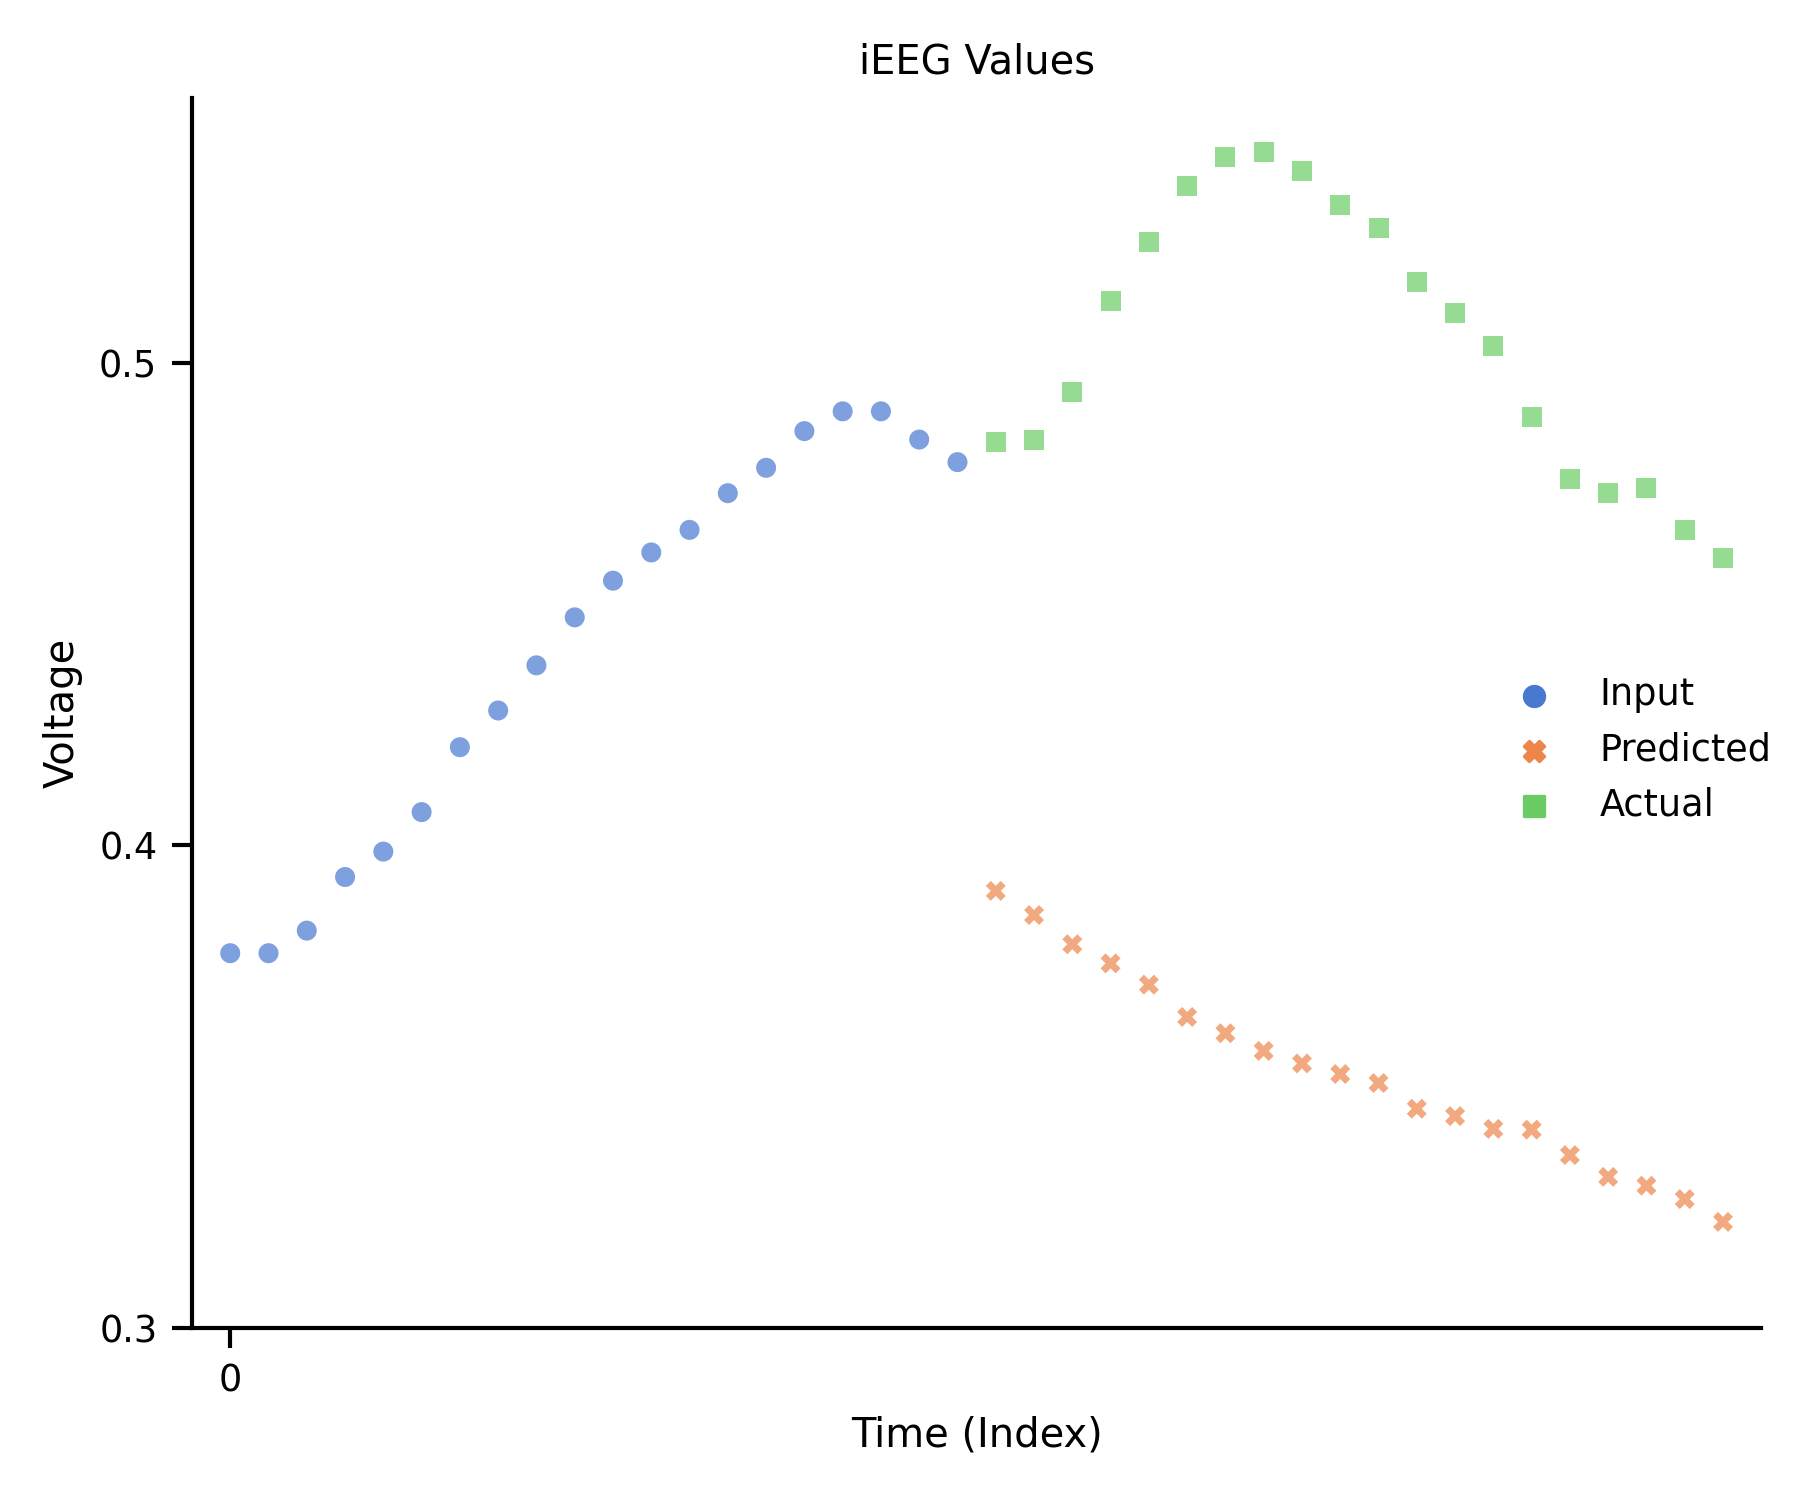 iEEG Values
Voltage
0.5
0.4
0.3
Input
Predicted
Actual
0
Time (Index)